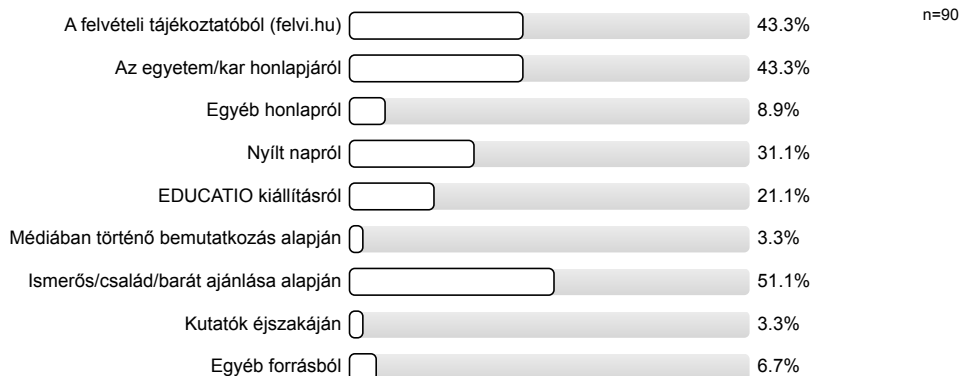 A felvételi tájékoztatóból (felvi.hu) 43.3% n=90
Az egyetem/kar honlapjáról 43.3%
Egyéb honlapról 8.9%
Nyílt napról 31.1%
EDUCATIO kiállításról 21.1%
Médiában történő bemutatkozás alapján 3.3%
Ismerős/család/barát ajánlása alapján 51.1%
Kutatók éjszakáján 3.3%
Egyéb forrásból 6.7%